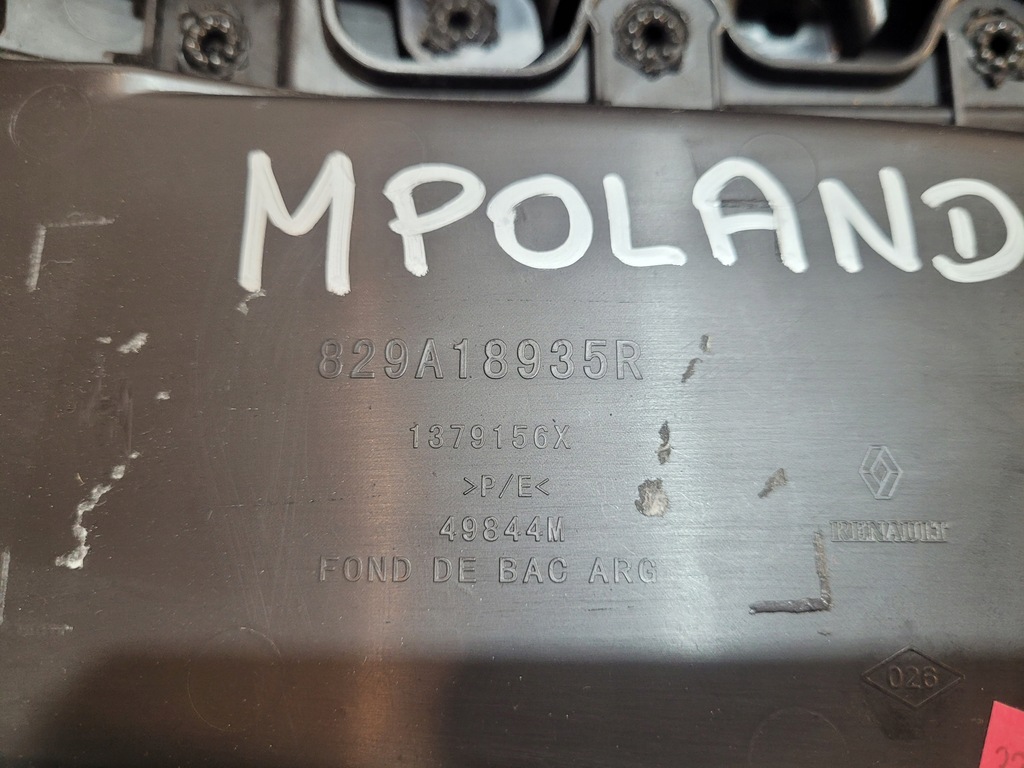 MPOLAND
829A18935R
1379156X
>P/E<
49844M
FOND DE BAC ARG
RENAULT
026